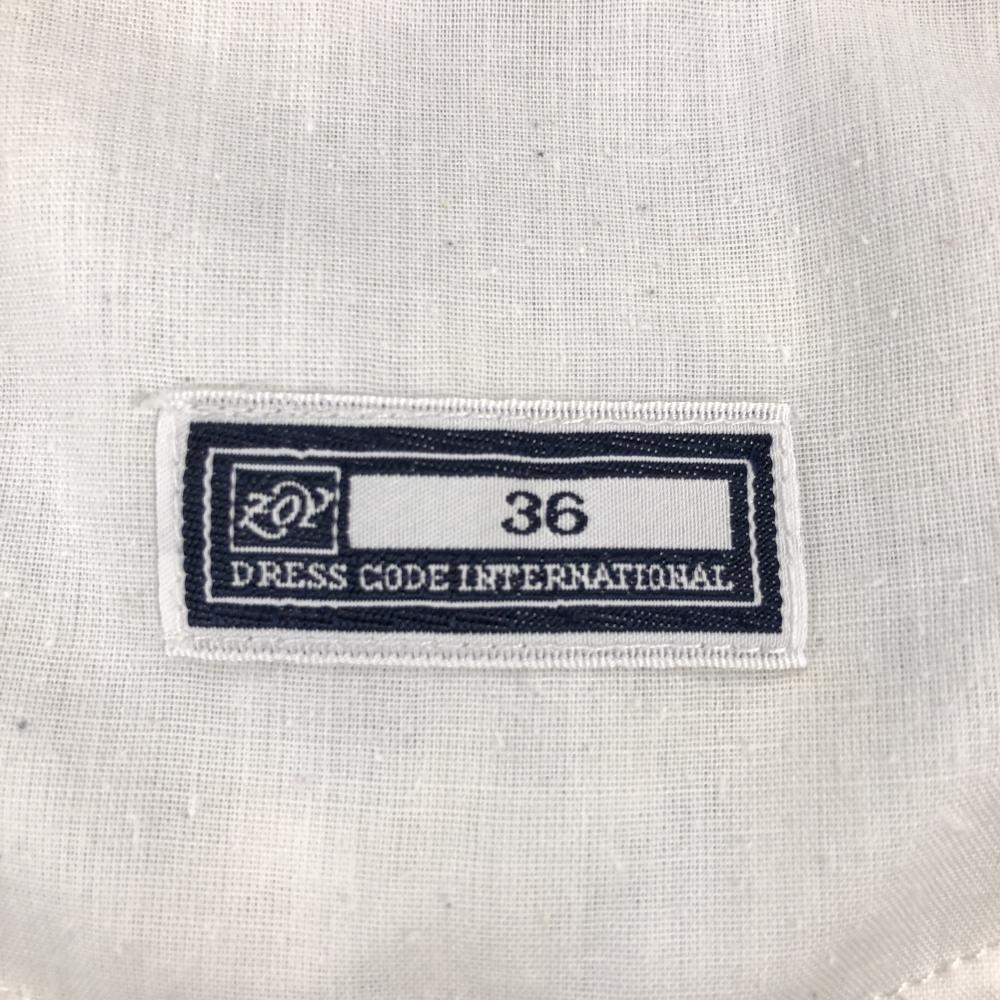 ZOY
36
DRESS CODE INTERNATIONAL